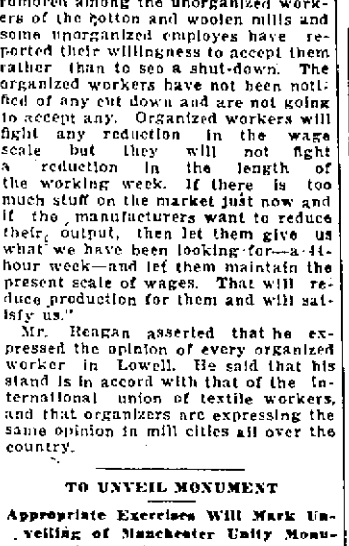 rumored among the unorganized work-
ers of the cotton and woolen mills and
some unorganized employes have re-
ported their willingness to accept them
rather than to see a shut-down. The
organized workers have not been noti-
fied of any cut down and are not going
to accept any. Organized workers will
fight any reduction in the wage
scale but they will not fight
a reduction in the length of
the working week. If there is too
much stuff on the market just now and
if the manufacturers want to reduce
their output, then let them give us
what we have been looking for—a 44-
hour week—and let them maintain the
present scale of wages. That will re-
duce production for them and will sat-
isfy us."
Mr. Reagan asserted that he ex-
pressed the opinion of every organized
worker in Lowell. He said that his
stand is in accord with that of the In-
ternational union of textile workers,
and that organizers are expressing the
same opinion in mill cities all over the
country.
TO UNVEIL MONUMENT
Appropriate Exercises Will Mark Un-
veiling of Manchester Unity Monu-